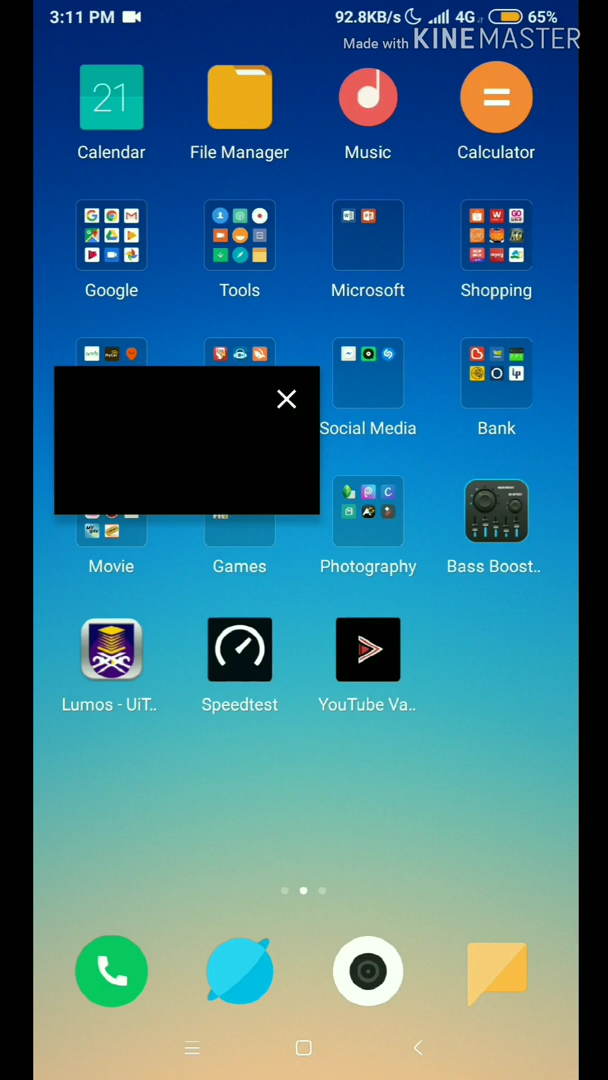 3:11 PM 92.8KB/s 4G 65%
Made with KINEMASTER
21
Calendar File Manager Music Calculator
Google Tools Microsoft Shopping
Social Media Bank
Movie Games Photography Bass Boost..
Lumos - UiT.. Speedtest YouTube Va..